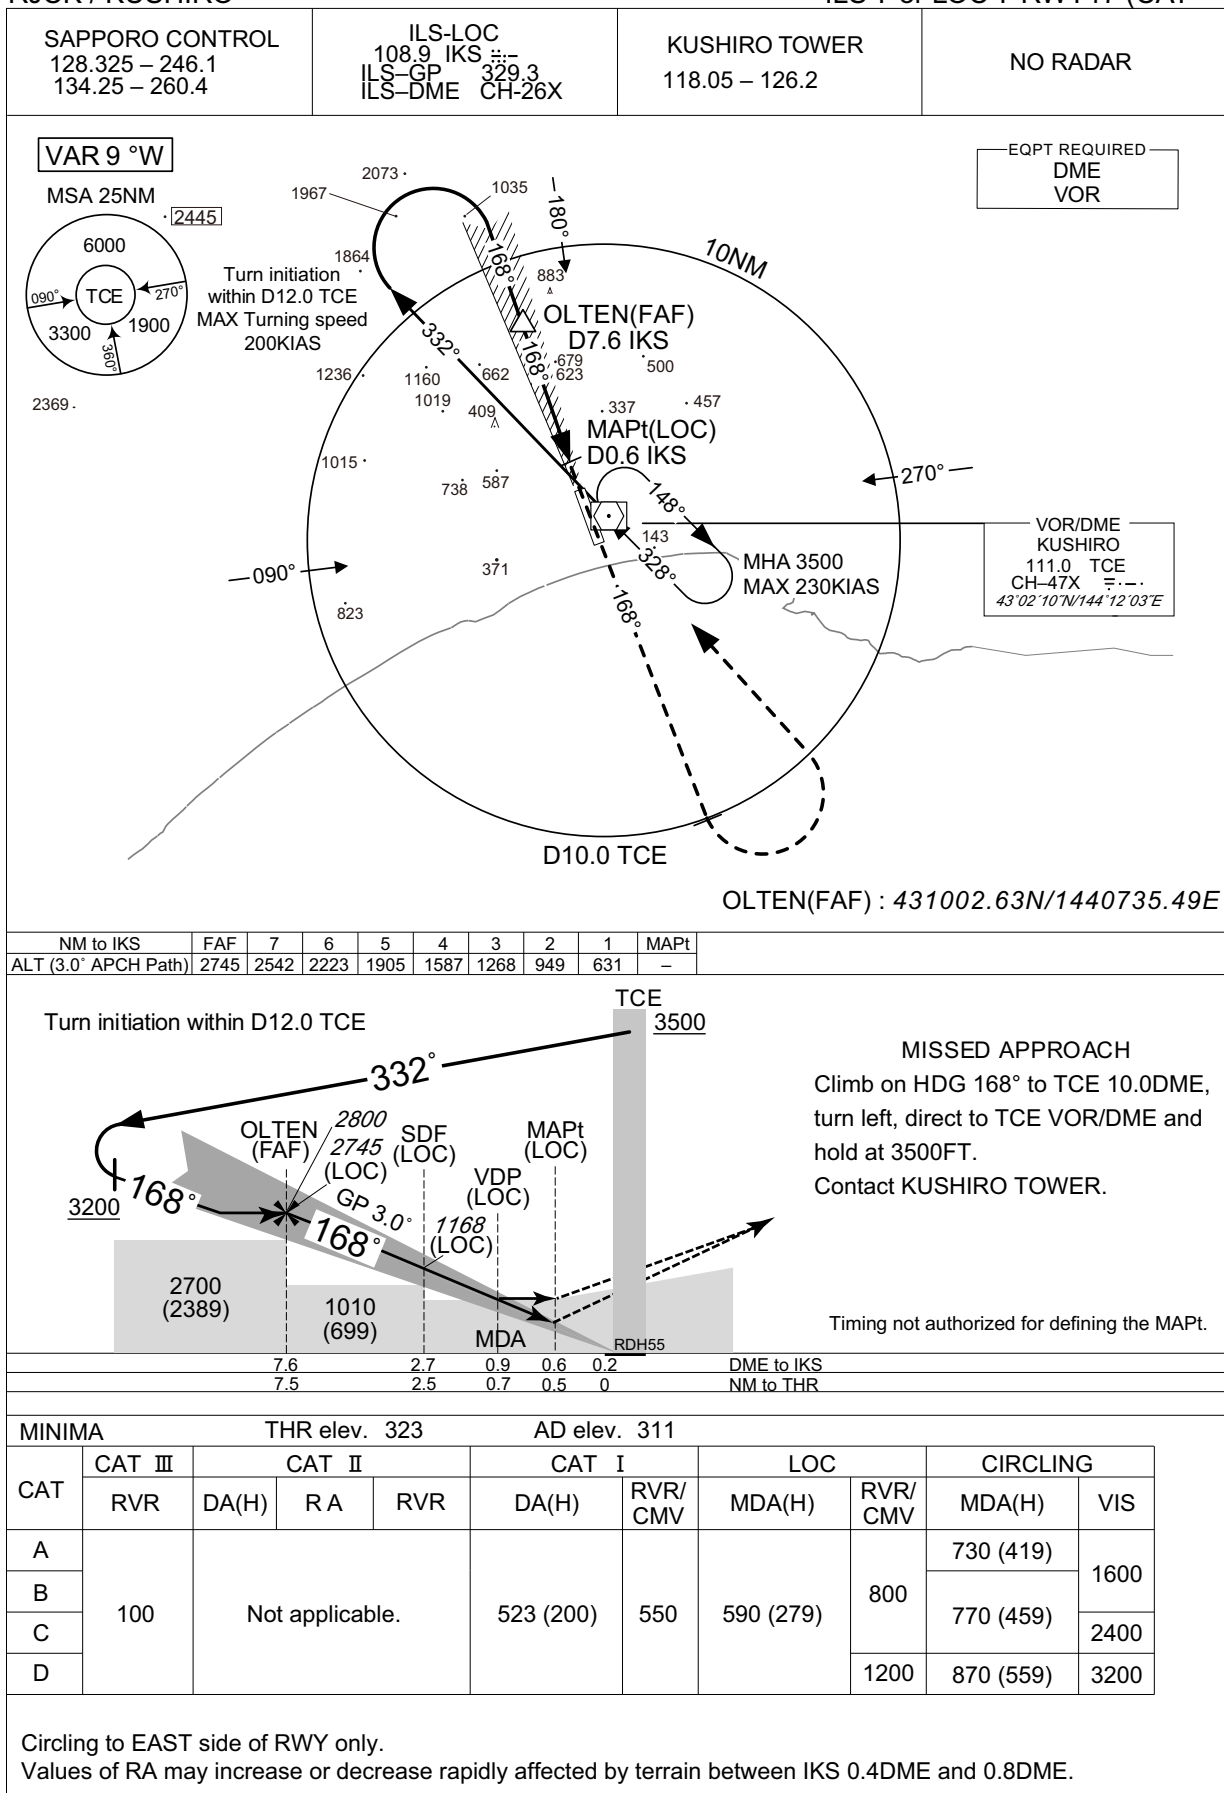 SAPPORO CONTROL
128.325 – 246.1
134.25 – 260.4
ILS-LOC
108.9 IKS
ILS–GP 329.3
ILS–DME CH-26X
KUSHIRO TOWER
118.05 – 126.2
NO RADAR
VAR 9 °W
MSA 25NM
2445
6000
TCE
090°
270°
3300
1900
360°
2369
EQPT REQUIRED
DME
VOR
2073
1967
1035
180°
1864
168°
10NM
883
Turn initiation
within D12.0 TCE
MAX Turning speed
200KIAS
OLTEN(FAF)
D7.6 IKS
332°
168°
679
623
500
1236
1160
662
1019
409
337
457
MAPt(LOC)
D0.6 IKS
1015
738
587
148°
270°
143
328°
371
MHA 3500
MAX 230KIAS
VOR/DME
KUSHIRO
111.0 TCE
CH–47X
43°02´10˝N/144°12´03˝E
090°
823
168°
D10.0 TCE
OLTEN(FAF) : 431002.63N/1440735.49E
NM to IKS FAF 7 6 5 4 3 2 1 MAPt
ALT (3.0° APCH Path) 2745 2542 2223 1905 1587 1268 949 631 –
Turn initiation within D12.0 TCE
TCE
3500
332°
OLTEN
(FAF)
2800
2745
(LOC)
SDF
(LOC)
MAPt
(LOC)
VDP
(LOC)
3200
168°
GP 3.0°
168°
1168
(LOC)
2700
(2389)
1010
(699)
MDA
RDH55
MISSED APPROACH
Climb on HDG 168° to TCE 10.0DME,
turn left, direct to TCE VOR/DME and
hold at 3500FT.
Contact KUSHIRO TOWER.
Timing not authorized for defining the MAPt.
7.6 2.7 0.9 0.6 0.2 DME to IKS
7.5 2.5 0.7 0.5 0 NM to THR
MINIMA THR elev. 323 AD elev. 311
CAT CAT Ⅲ CAT Ⅱ CAT Ⅰ LOC CIRCLING
RVR DA(H) RA RVR DA(H) RVR/CMV MDA(H) RVR/CMV MDA(H) VIS
A 730 (419)
B 1600
100 Not applicable. 523 (200) 550 590 (279) 800 770 (459)
C 2400
D 1200 870 (559) 3200
Circling to EAST side of RWY only.
Values of RA may increase or decrease rapidly affected by terrain between IKS 0.4DME and 0.8DME.